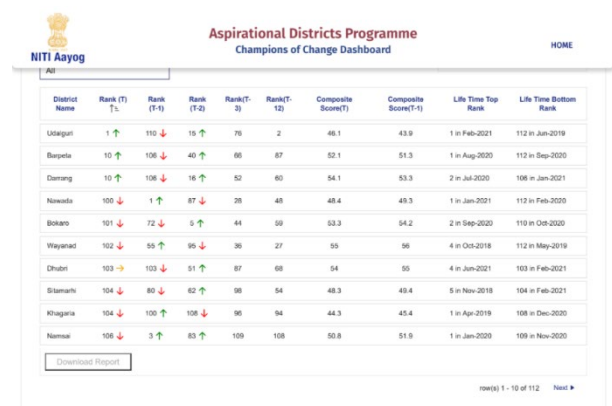 Aspirational Districts Programme
Champions of Change Dashboard
HOME
NITI Aayog
All
District Name Rank (T) Rank (T-1) Rank (T-2) Rank(T-3) Rank(T-12) Composite Score(T) Composite Score(T-1) Life Time Top Rank Life Time Bottom Rank
Udalguri 1 ↑ 110 ↓ 15 ↑ 76 2 46.1 43.9 1 in Feb-2021 112 in Jun-2019
Barpeta 10 ↑ 106 ↓ 40 ↑ 66 87 52.1 51.3 1 in Aug-2020 112 in Sep-2020
Darrang 10 ↑ 106 ↓ 16 ↑ 52 60 54.1 53.3 2 in Jul-2020 106 in Jan-2021
Nawada 100 ↓ 1 ↑ 87 ↓ 28 48 48.4 49.3 1 in Jan-2021 112 in Feb-2020
Bokaro 101 ↓ 72 ↓ 5 ↑ 44 59 53.3 54.2 2 in Sep-2020 110 in Oct-2020
Wayanad 102 ↓ 55 ↑ 95 ↓ 36 27 55 56 4 in Oct-2018 112 in May-2019
Dhubri 103 → 103 ↓ 51 ↑ 87 68 54 55 4 in Jun-2021 103 in Feb-2021
Sitamarhi 104 ↓ 80 ↓ 62 ↑ 98 54 48.3 49.4 5 in Nov-2018 104 in Feb-2021
Khagaria 104 ↓ 100 ↑ 108 ↓ 96 94 44.3 45.4 1 in Apr-2019 108 in Dec-2020
Namsai 106 ↓ 3 ↑ 83 ↑ 109 108 50.8 51.9 1 in Jan-2020 109 in Nov-2020
Download Report
row(s) 1 - 10 of 112 Next ▶